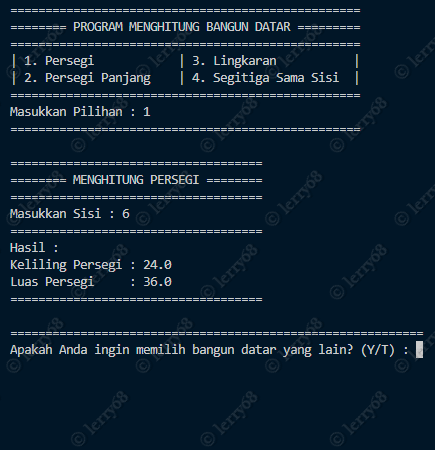 ==================================================
======== PROGRAM MENGHITUNG BANGUN DATAR =========
==================================================
| 1. Persegi            | 3. Lingkaran           |
| 2. Persegi Panjang    | 4. Segitiga Sama Sisi  |
==================================================
Masukkan Pilihan : 1
==================================================
====================================
======== MENGHITUNG PERSEGI ========
====================================
Masukkan Sisi : 6
====================================
Hasil :
Keliling Persegi : 24.0
Luas Persegi     : 36.0
====================================
===========================================================
Apakah Anda ingin memilih bangun datar yang lain? (Y/T) :
© lerry68